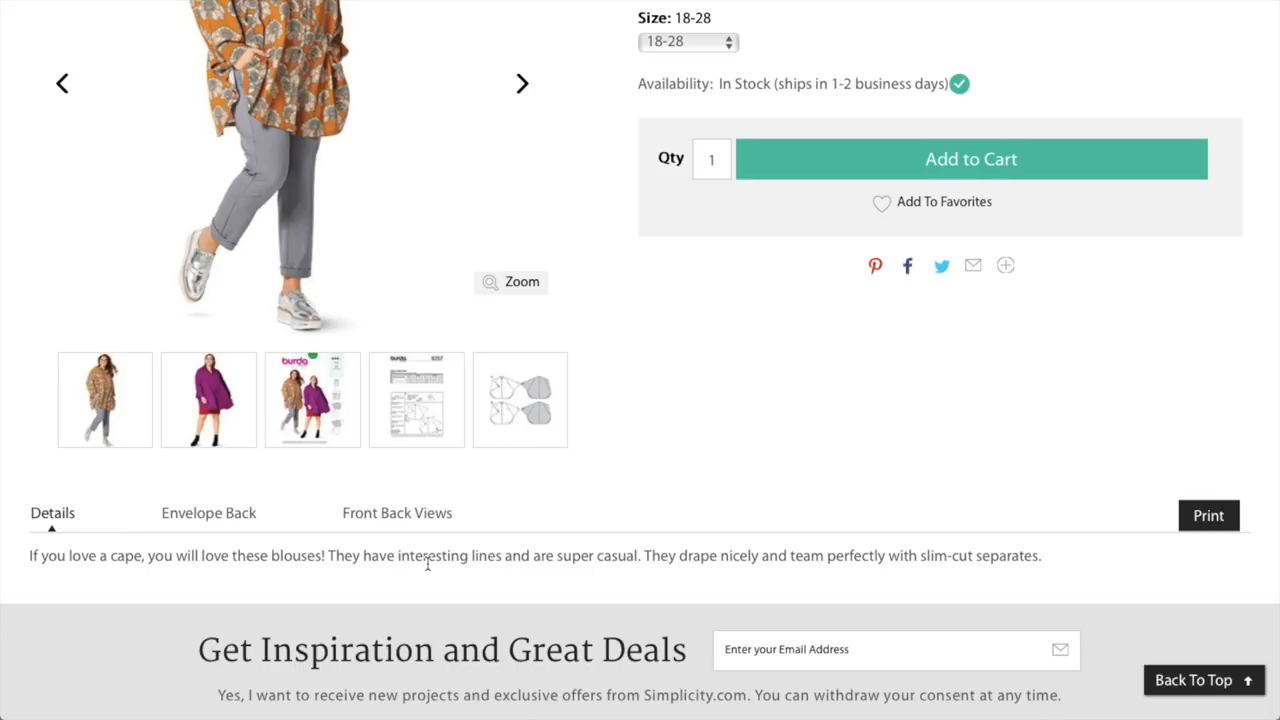 Size: 18-28
18-28
Availability: In Stock (ships in 1-2 business days)
Qty 1 Add to Cart
Add To Favorites
Zoom
burda
burda 6257
Details Envelope Back Front Back Views Print
If you love a cape, you will love these blouses! They have interesting lines and are super casual. They drape nicely and team perfectly with slim-cut separates.
Get Inspiration and Great Deals
Enter your Email Address
Yes, I want to receive new projects and exclusive offers from Simplicity.com. You can withdraw your consent at any time.
Back To Top